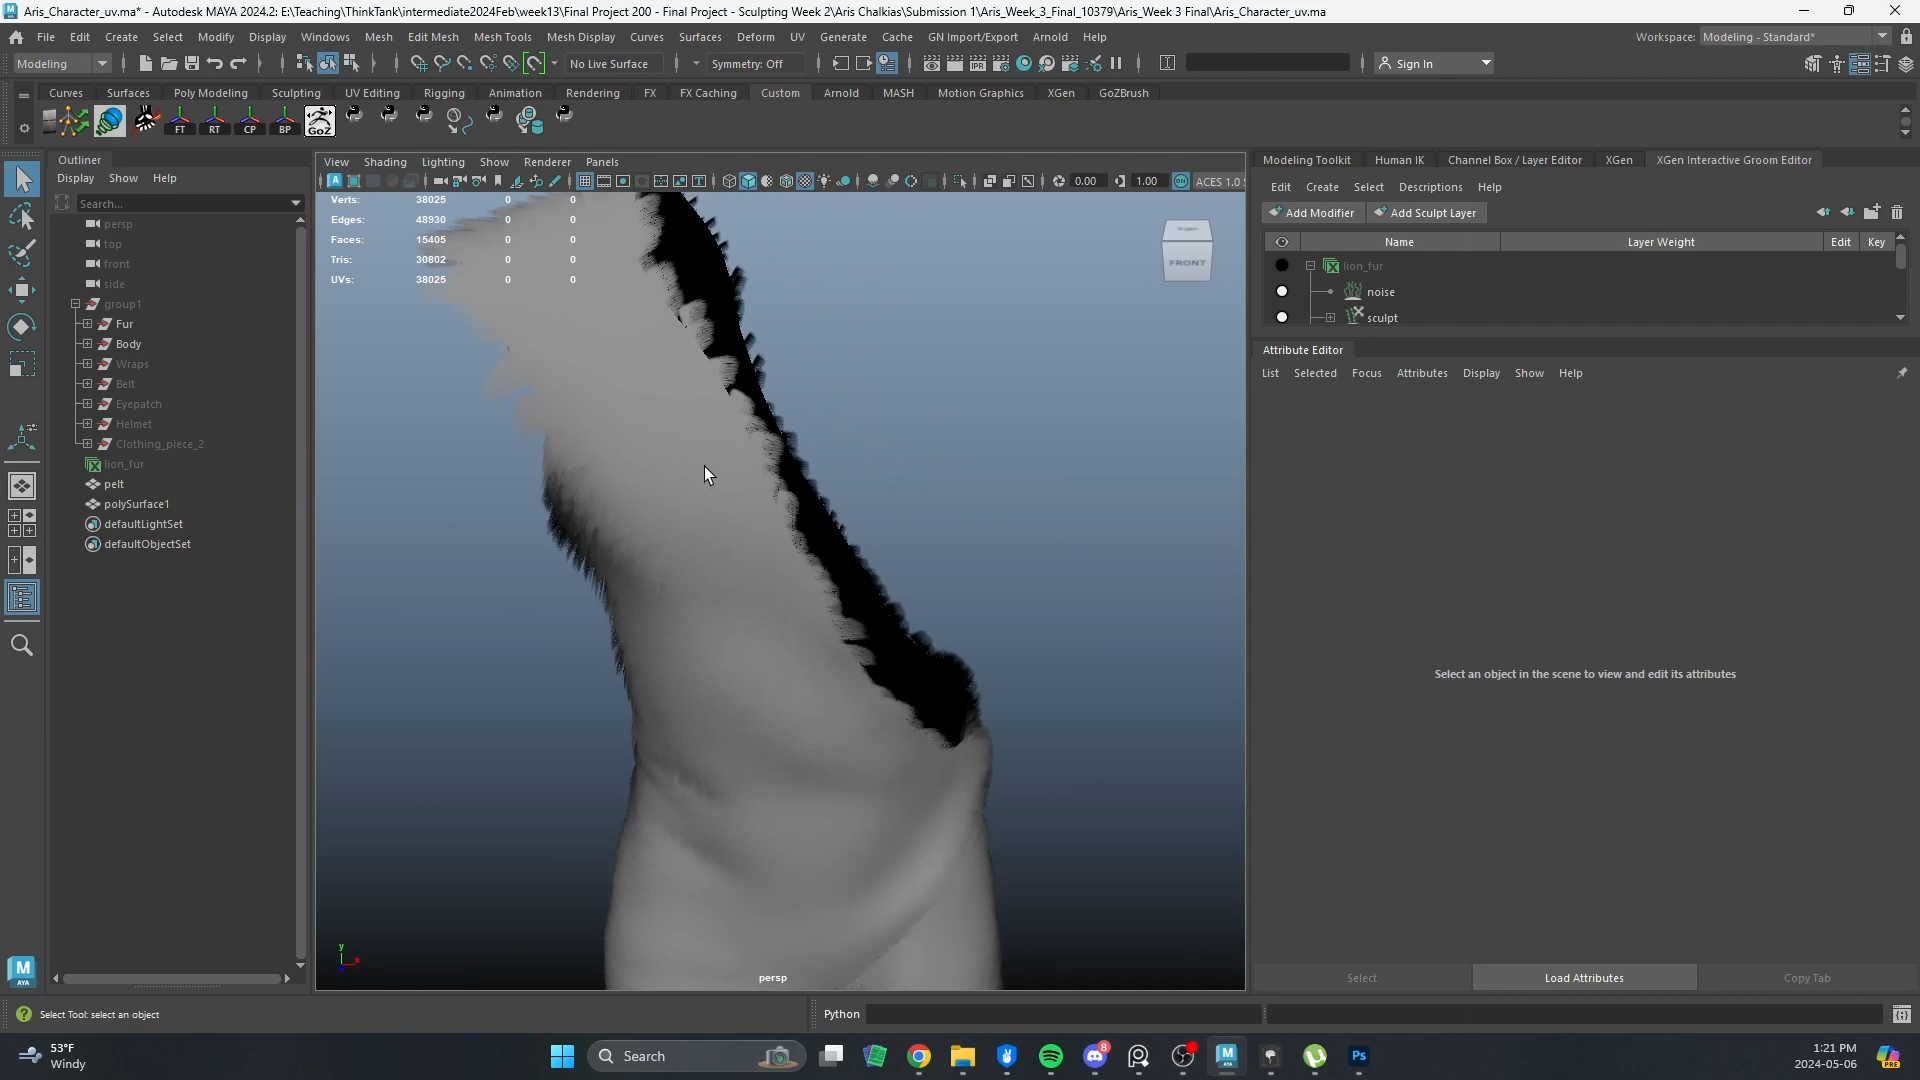 Aris_Character_uv.ma* - Autodesk MAYA 2024.2: E:\Teaching\ThinkTank\intermediate2024Feb\week13\Final Project 200 - Final Project - Sculpting Week 2\Aris Chalkias\Submission 1\Aris_Week_3_Final_10379\Aris_Week 3 Final\Aris_Character_uv.ma
File Edit Create Select Modify Display Windows Mesh Edit Mesh Mesh Tools Mesh Display Curves Surfaces Deform UV Generate Cache GN Import/Export Arnold Help Workspace: Modeling - Standard*
Modeling No Live Surface Symmetry: Off Sign In
Curves Surfaces Poly Modeling Sculpting UV Editing Rigging Animation Rendering FX FX Caching Custom Arnold MASH Motion Graphics XGen GoZBrush
FT RT CP BP GoZ
Outliner
Display Show Help
Search...
persp
top
front
side
group1
Fur
Body
Wraps
Belt
Eyepatch
Helmet
Clothing_piece_2
lion_fur
pelt
polySurface1
defaultLightSet
defaultObjectSet
View Shading Lighting Show Renderer Panels
0.00 1.00 ACES 1.0
Verts: 38025 0 0
Edges: 48930 0 0
Faces: 15405 0 0
Tris: 30802 0 0
UVs: 38025 0 0
FRONT
y
x
persp
Modeling Toolkit Human IK Channel Box / Layer Editor XGen XGen Interactive Groom Editor
Edit Create Select Descriptions Help
Add Modifier Add Sculpt Layer
Name Layer Weight Edit Key
lion_fur
noise
sculpt
Attribute Editor
List Selected Focus Attributes Display Show Help
Select an object in the scene to view and edit its attributes
Select Load Attributes Copy Tab
M
AYA
Select Tool: select an object
Python
53°F
Windy
Search
8
Ps
1:21 PM
2024-05-06
PRE